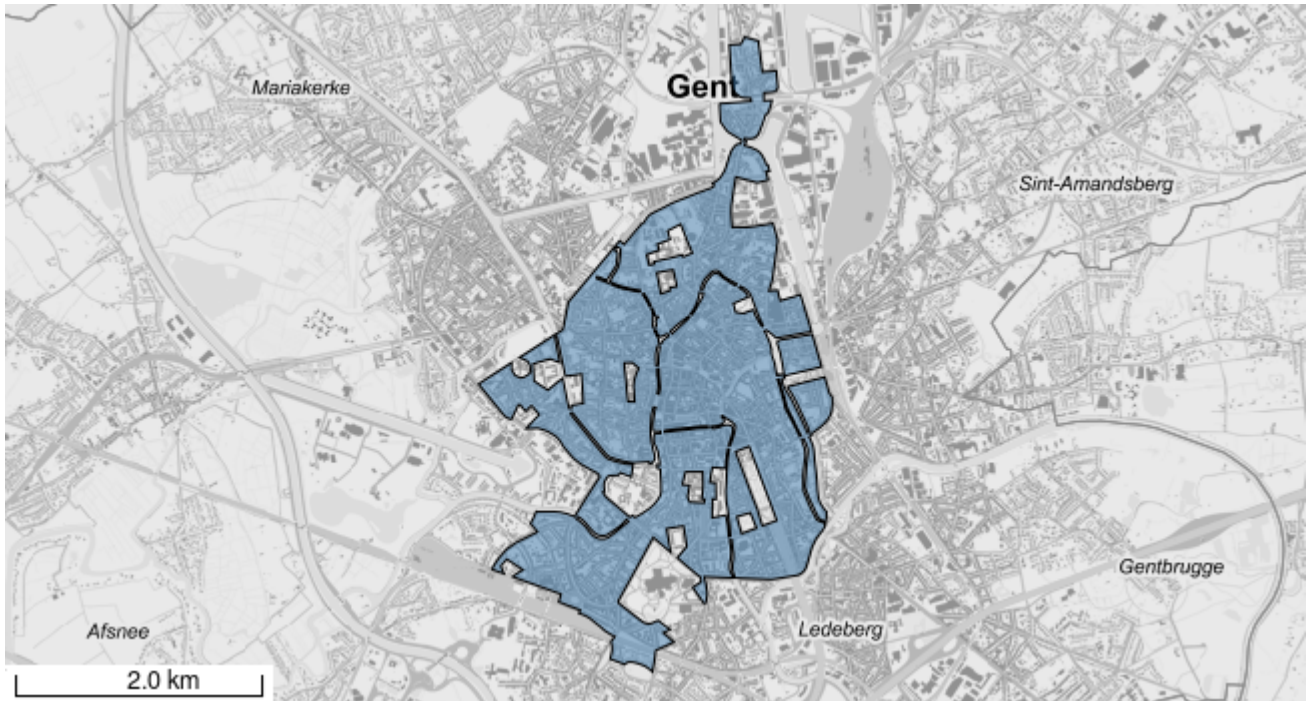 Gent
Mariakerke
Sint-Amandsberg
Gentbrugge
Afsnee
Ledeberg
2.0 km